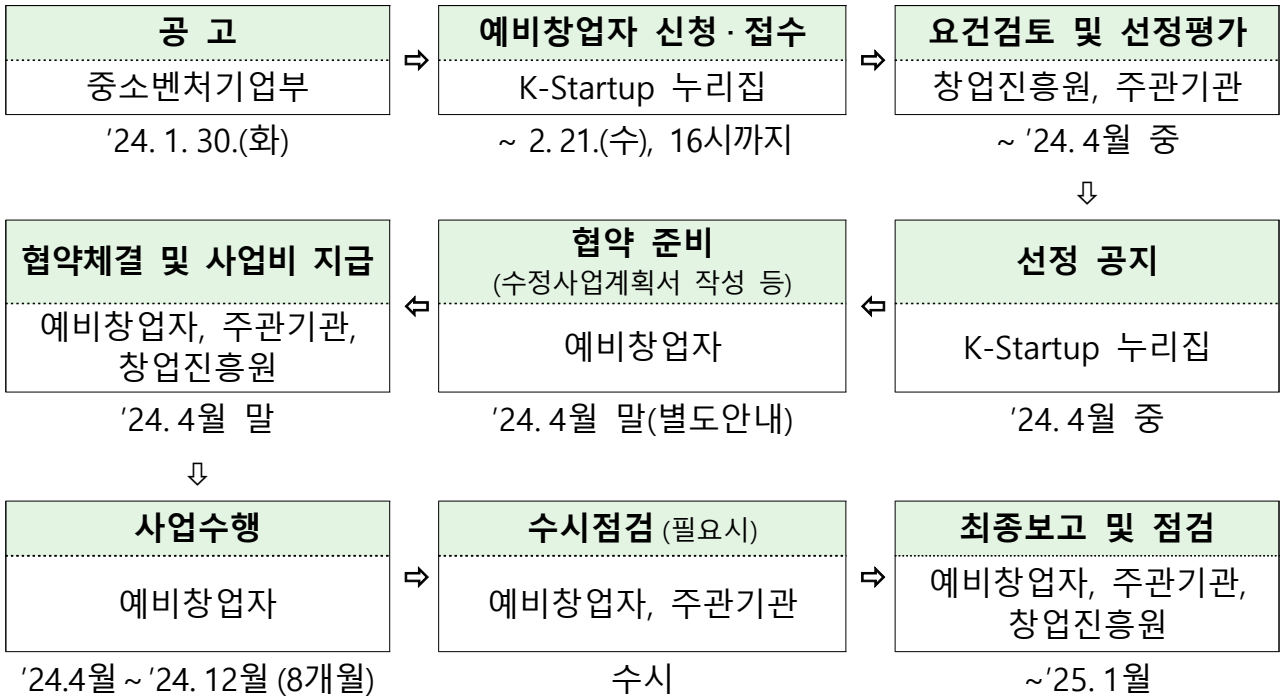 공 고
중소벤처기업부
'24. 1. 30.(화)
⇨
예비창업자 신청·접수
K-Startup 누리집
~ 2. 21.(수), 16시까지
⇨
요건검토 및 선정평가
창업진흥원, 주관기관
~ '24. 4월 중
⇩
선정 공지
K-Startup 누리집
'24. 4월 중
⇦
협약 준비
(수정사업계획서 작성 등)
예비창업자
'24. 4월 말(별도안내)
⇦
협약체결 및 사업비 지급
예비창업자, 주관기관,
창업진흥원
'24. 4월 말
⇩
사업수행
예비창업자
'24.4월 ~ '24. 12월 (8개월)
⇨
수시점검 (필요시)
예비창업자, 주관기관
수시
⇨
최종보고 및 점검
예비창업자, 주관기관,
창업진흥원
~'25. 1월